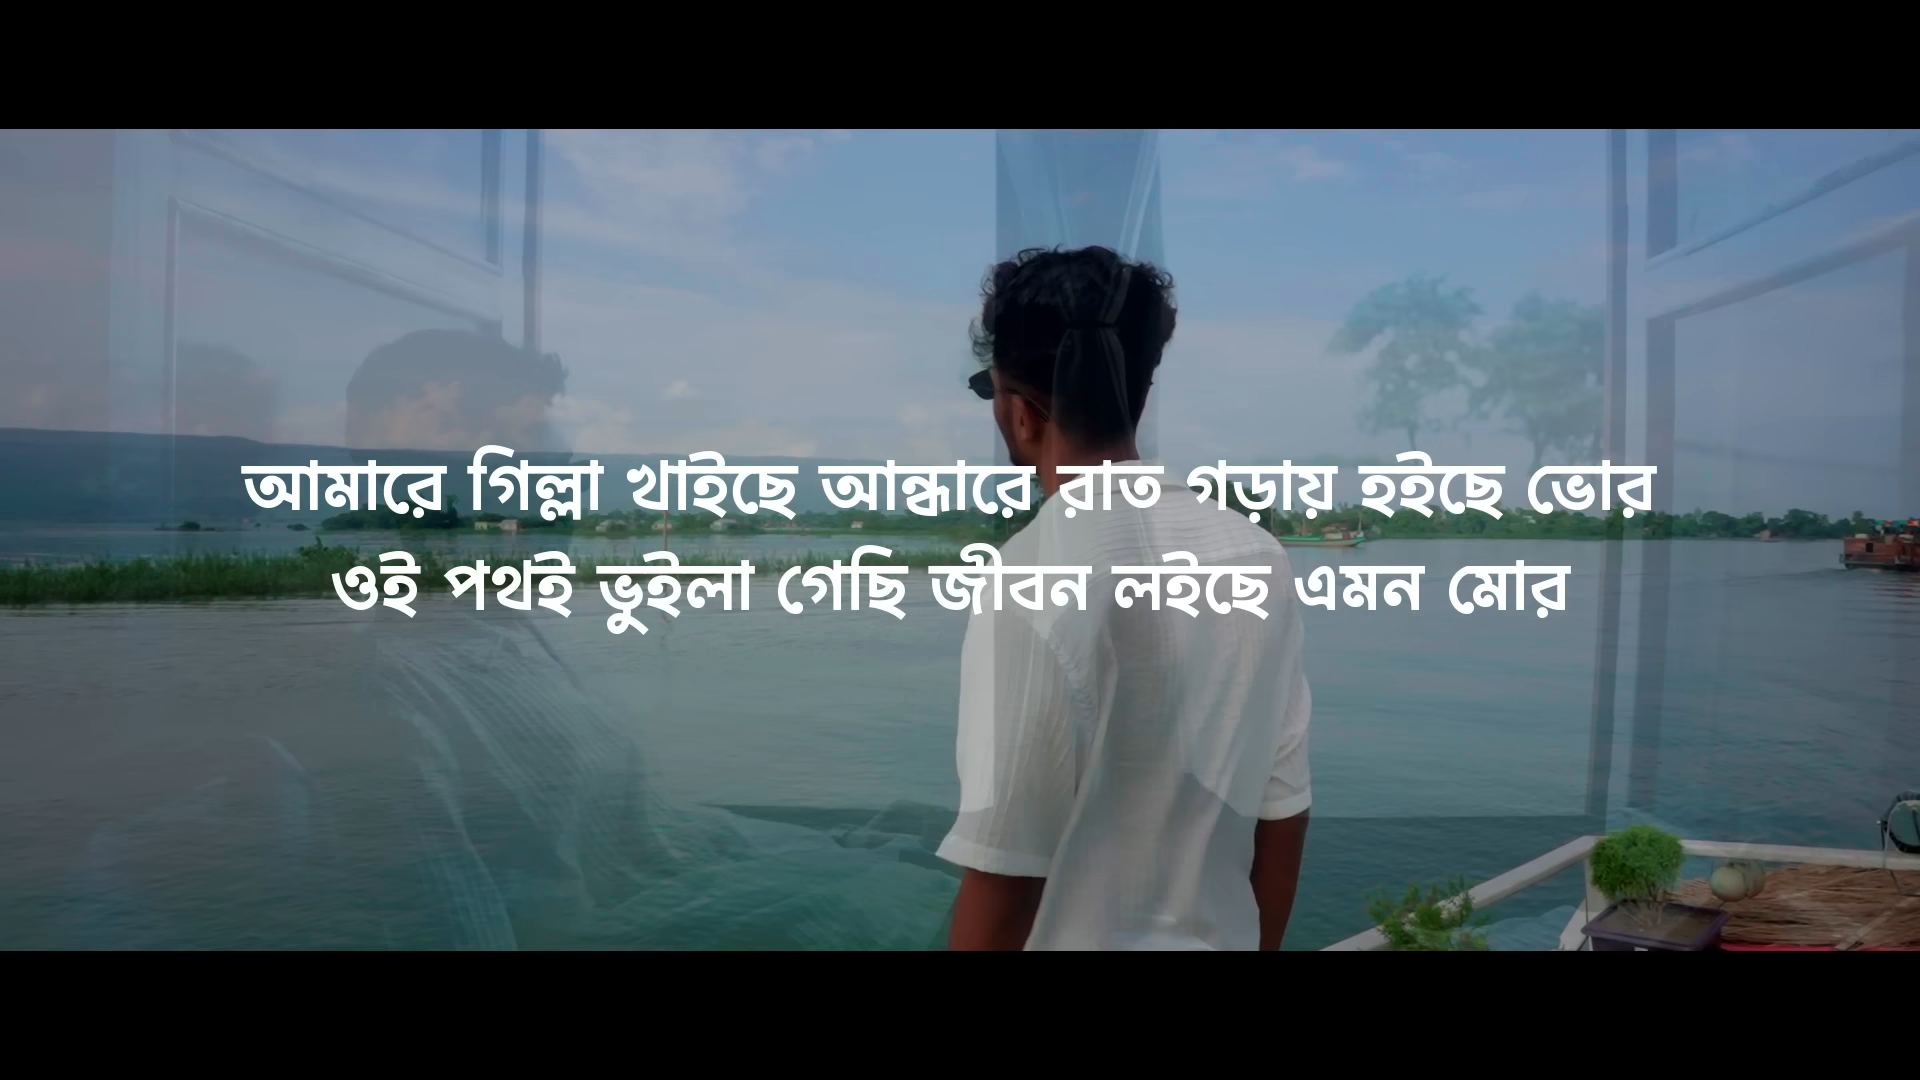 আমারে গিল্লা খাইছে আন্ধারে রাত গড়ায় হইছে ভোর
ওই পথই ভুইলা গেছি জীবন লইছে এমন মোর